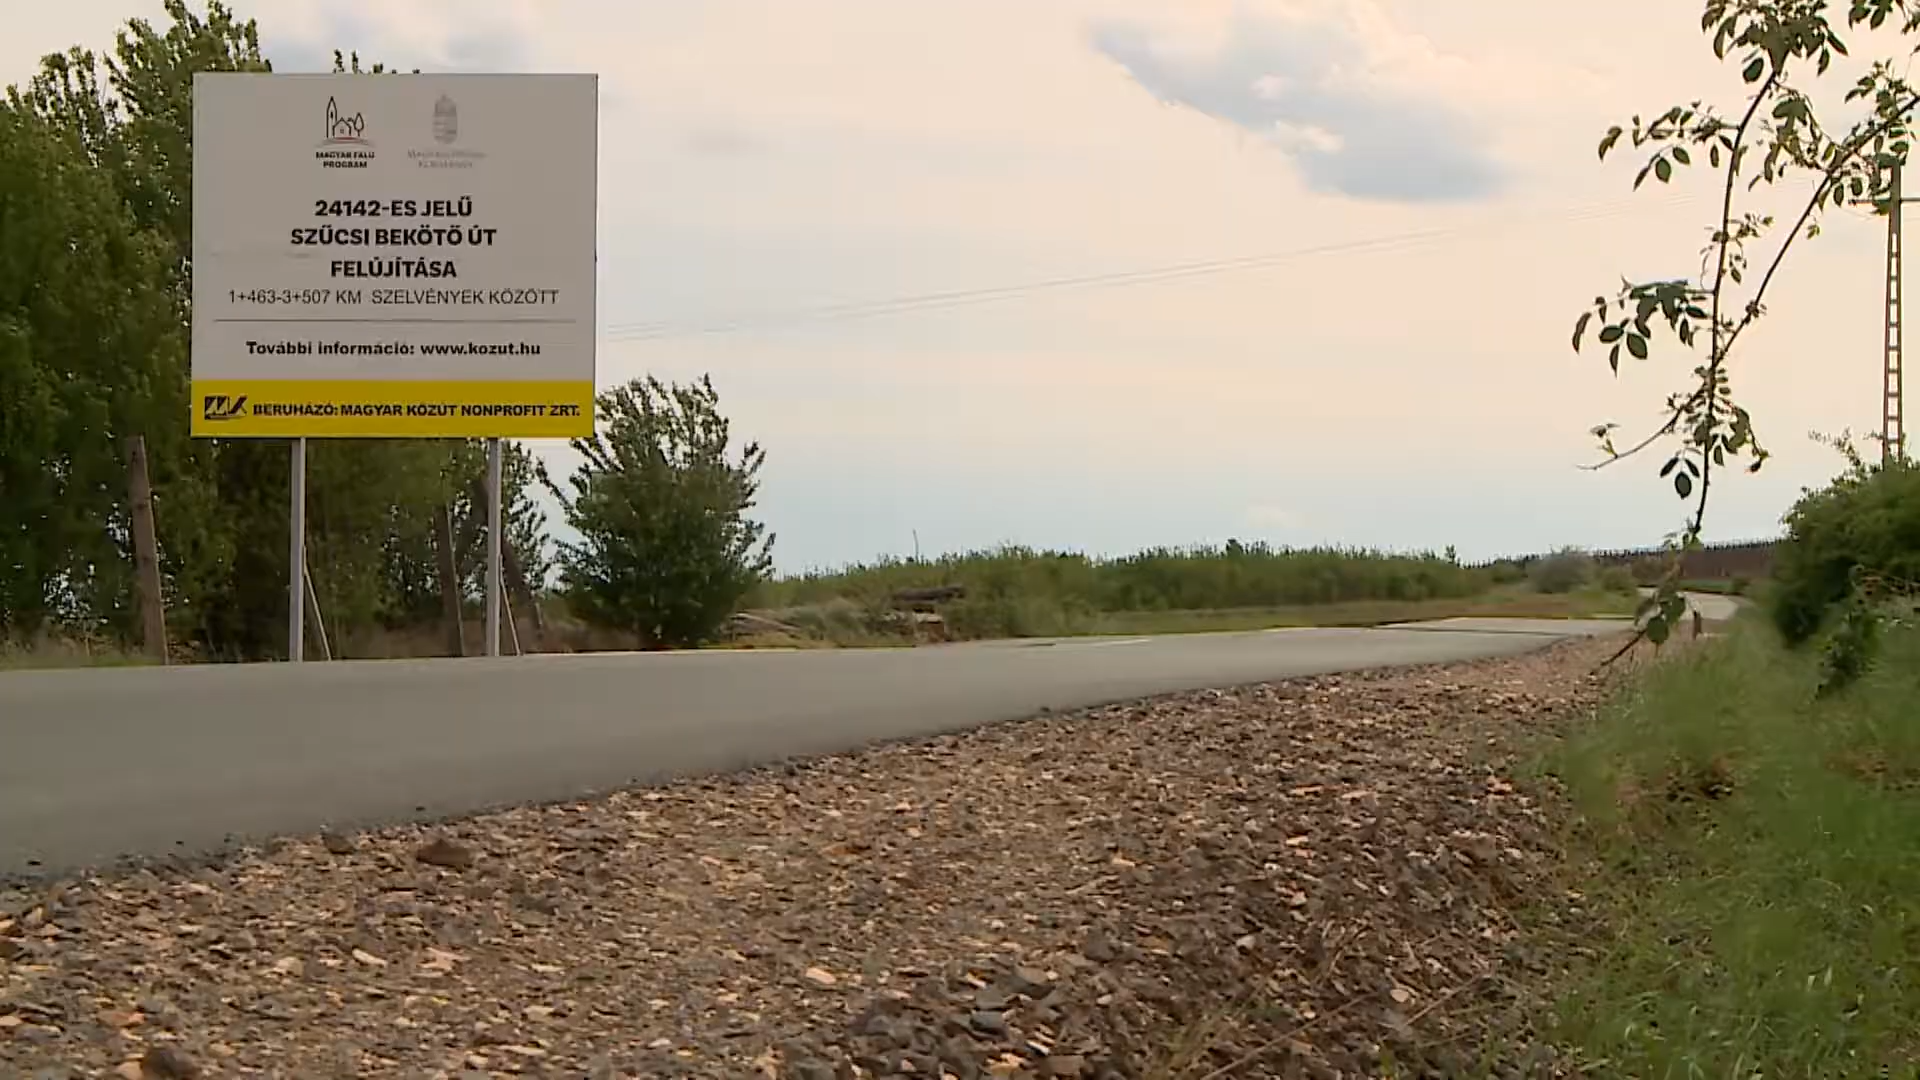 MAGYAR FALU
PROGRAM
24142-ES JELŰ
SZŰCSI BEKÖTŐ ÚT
FELÚJÍTÁSA
1+463-3+507 KM SZELVÉNYEK KÖZÖTT
További információ: www.kozut.hu
BERUHÁZÓ: MAGYAR KÖZÚT NONPROFIT ZRT.